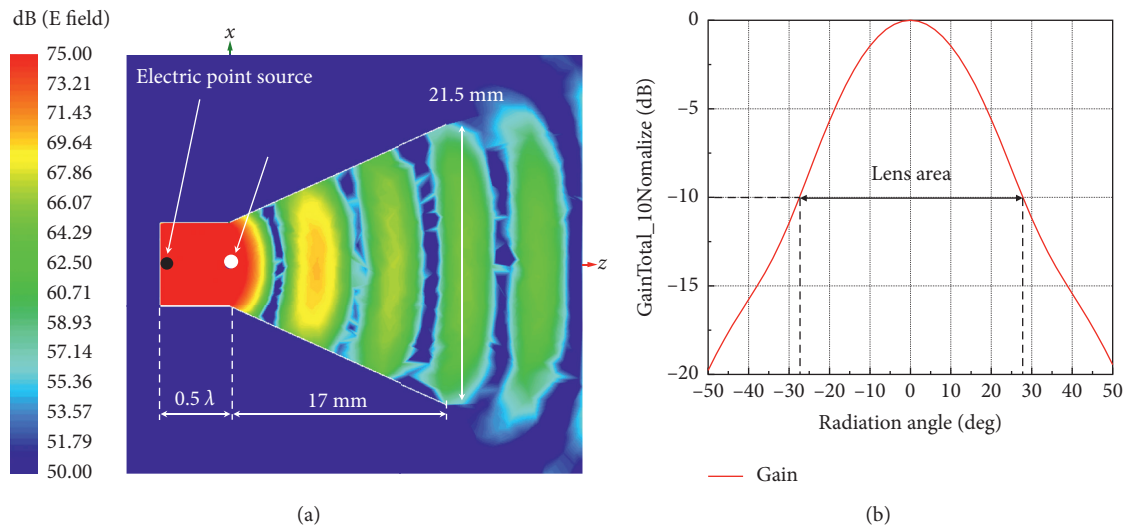 dB (E field)
75.00
73.21
71.43
69.64
67.86
66.07
64.29
62.50
60.71
58.93
57.14
55.36
53.57
51.79
50.00
x
Electric point source
21.5 mm
z
0.5 λ
17 mm
(a)
GainTotal_10Nomalize (dB)
0
−5
−10
−15
−20
Lens area
−50 −40 −30 −20 −10 0 10 20 30 40 50
Radiation angle (deg)
Gain
(b)